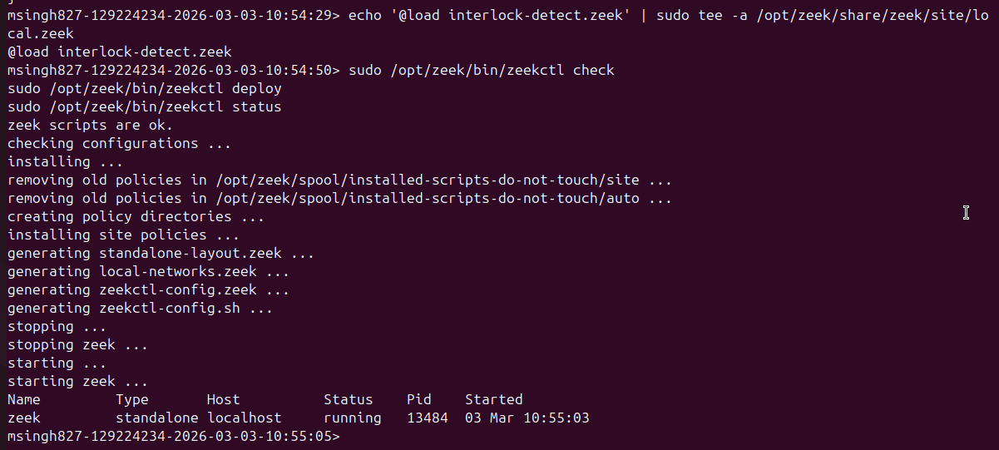 msingh827-129224234-2026-03-03-10:54:29> echo '@load interlock-detect.zeek' | sudo tee -a /opt/zeek/share/zeek/site/lo
cal.zeek
@load interlock-detect.zeek
msingh827-129224234-2026-03-03-10:54:50> sudo /opt/zeek/bin/zeekctl check
sudo /opt/zeek/bin/zeekctl deploy
sudo /opt/zeek/bin/zeekctl status
zeek scripts are ok.
checking configurations ...
installing ...
removing old policies in /opt/zeek/spool/installed-scripts-do-not-touch/site ...
removing old policies in /opt/zeek/spool/installed-scripts-do-not-touch/auto ...
creating policy directories ...
installing site policies ...
generating standalone-layout.zeek ...
generating local-networks.zeek ...
generating zeekctl-config.zeek ...
generating zeekctl-config.sh ...
stopping ...
stopping zeek ...
starting ...
starting zeek ...
Name         Type       Host          Status    Pid    Started
zeek         standalone localhost     running   13484  03 Mar 10:55:03
msingh827-129224234-2026-03-03-10:55:05>